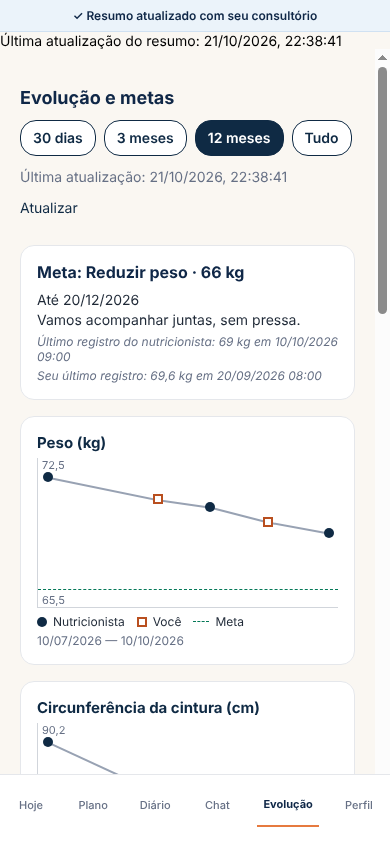 ✓ Resumo atualizado com seu consultório
Última atualização do resumo: 21/10/2026, 22:38:41
Evolução e metas
30 dias
3 meses
12 meses
Tudo
Última atualização: 21/10/2026, 22:38:41
Atualizar
Meta: Reduzir peso · 66 kg
Até 20/12/2026
Vamos acompanhar juntas, sem pressa.
Último registro do nutricionista: 69 kg em 10/10/2026
09:00
Seu último registro: 69,6 kg em 20/09/2026 08:00
Peso (kg)
72,5
65,5
Nutricionista
Você
Meta
10/07/2026 — 10/10/2026
Circunferência da cintura (cm)
90,2
Hoje
Plano
Diário
Chat
Evolução
Perfil